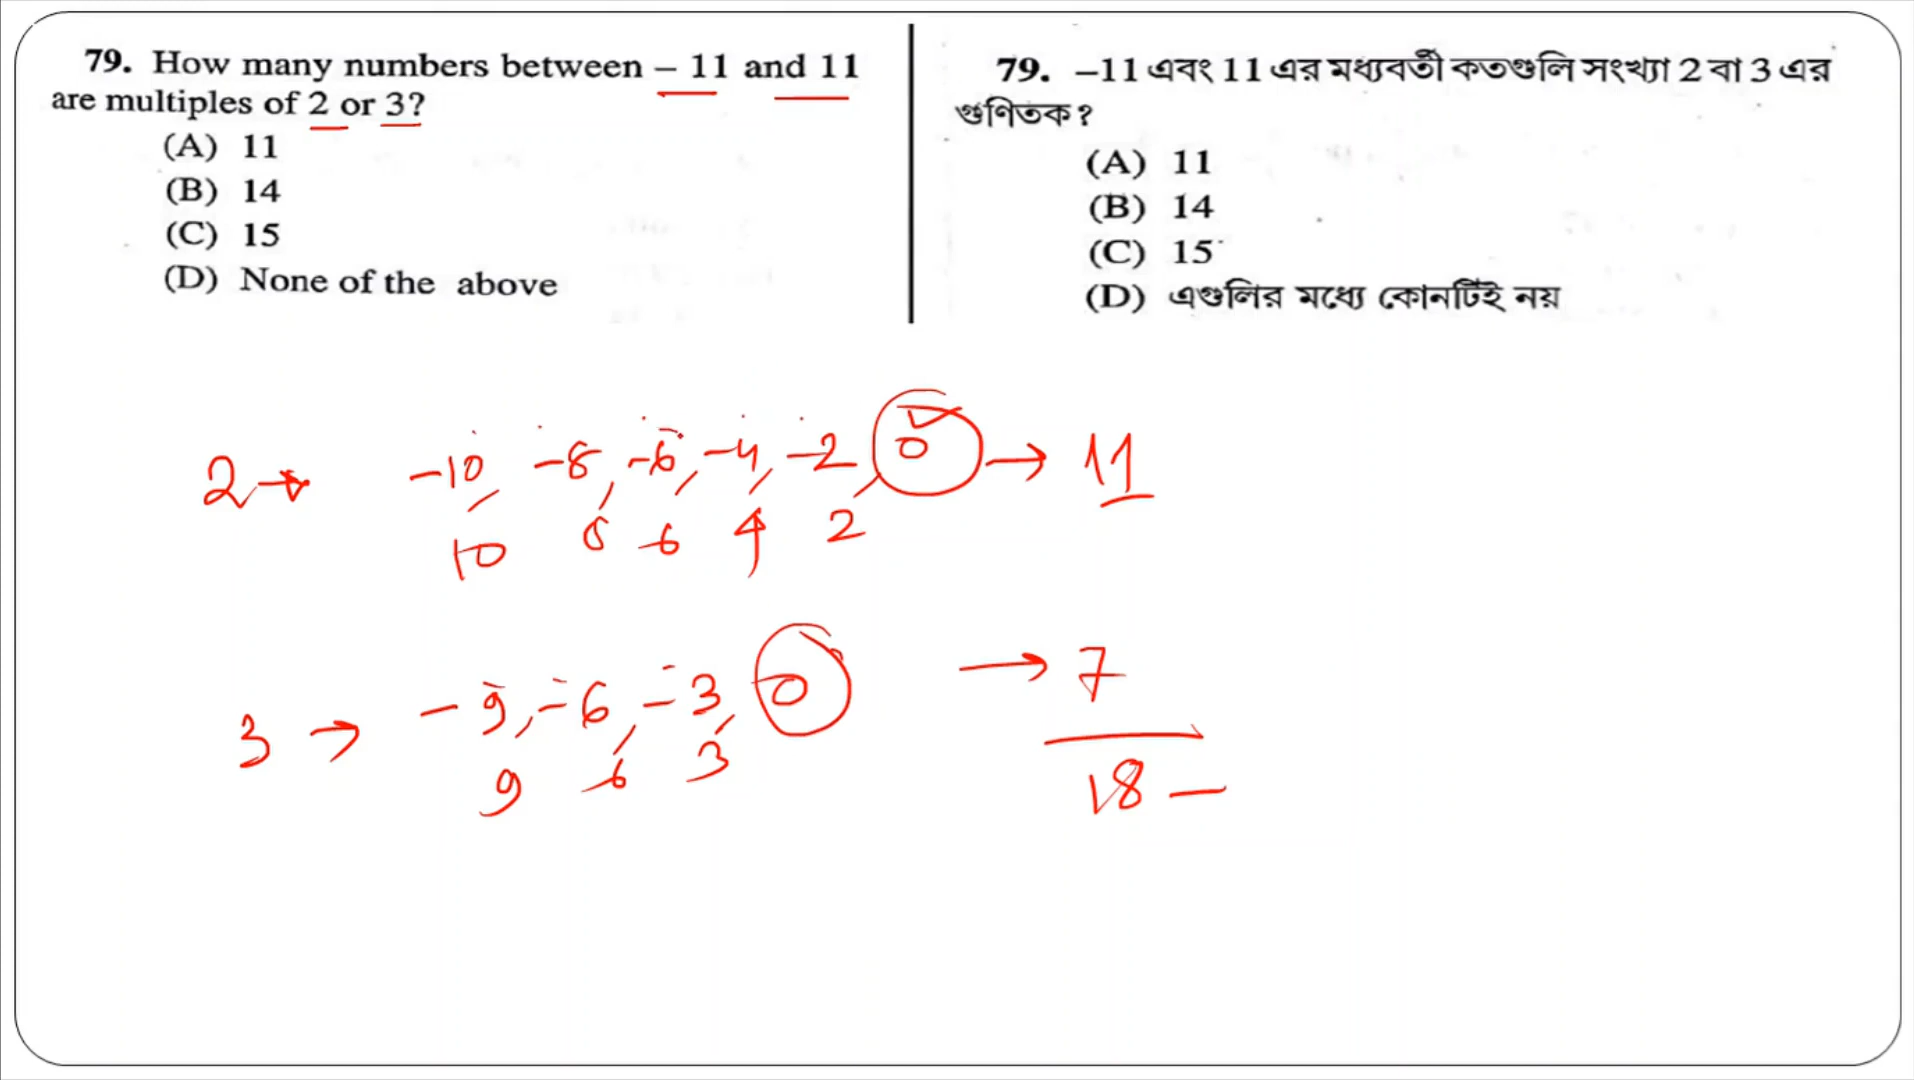 79. How many numbers between – 11 and 11
are multiples of 2 or 3?
(A) 11
(B) 14
(C) 15
(D) None of the above
79. –11 এবং 11 এর মধ্যবর্তী কতগুলি সংখ্যা 2 বা 3 এর
গুণিতক?
(A) 11
(B) 14
(C) 15
(D) এগুলির মধ্যে কোনটিই নয়
2 → -10 -8, -6, -4, -2 0 → 11
10 8 6 4 2
3 → -9, -6, -3, 0 → 7
9 6 3
18 –